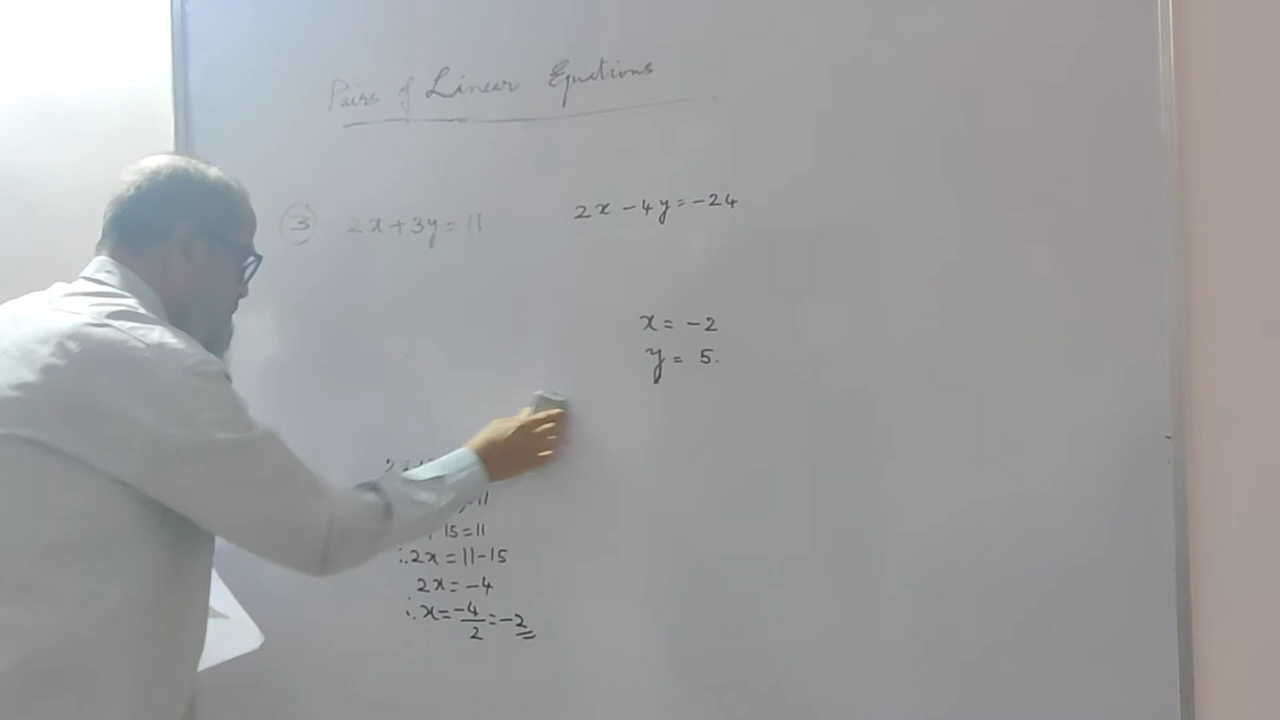 Pairs of Linear Equations
③ 2x+3y=11
2x-4y=-24
x = -2
y = 5.
15=11
∴2x=11-15
2x=-4
∴x=-4/2=-2